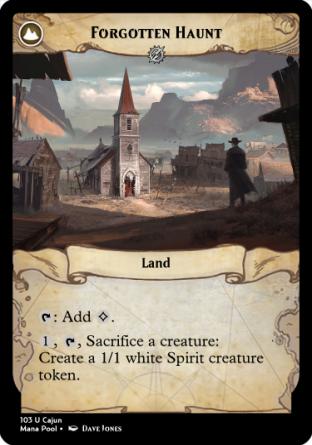 Forgotten Haunt
Land
: Add .
1, , Sacrifice a creature:
Create a 1/1 white Spirit creature
token.
103 U Cajun
Mana Pool • Dave Jones